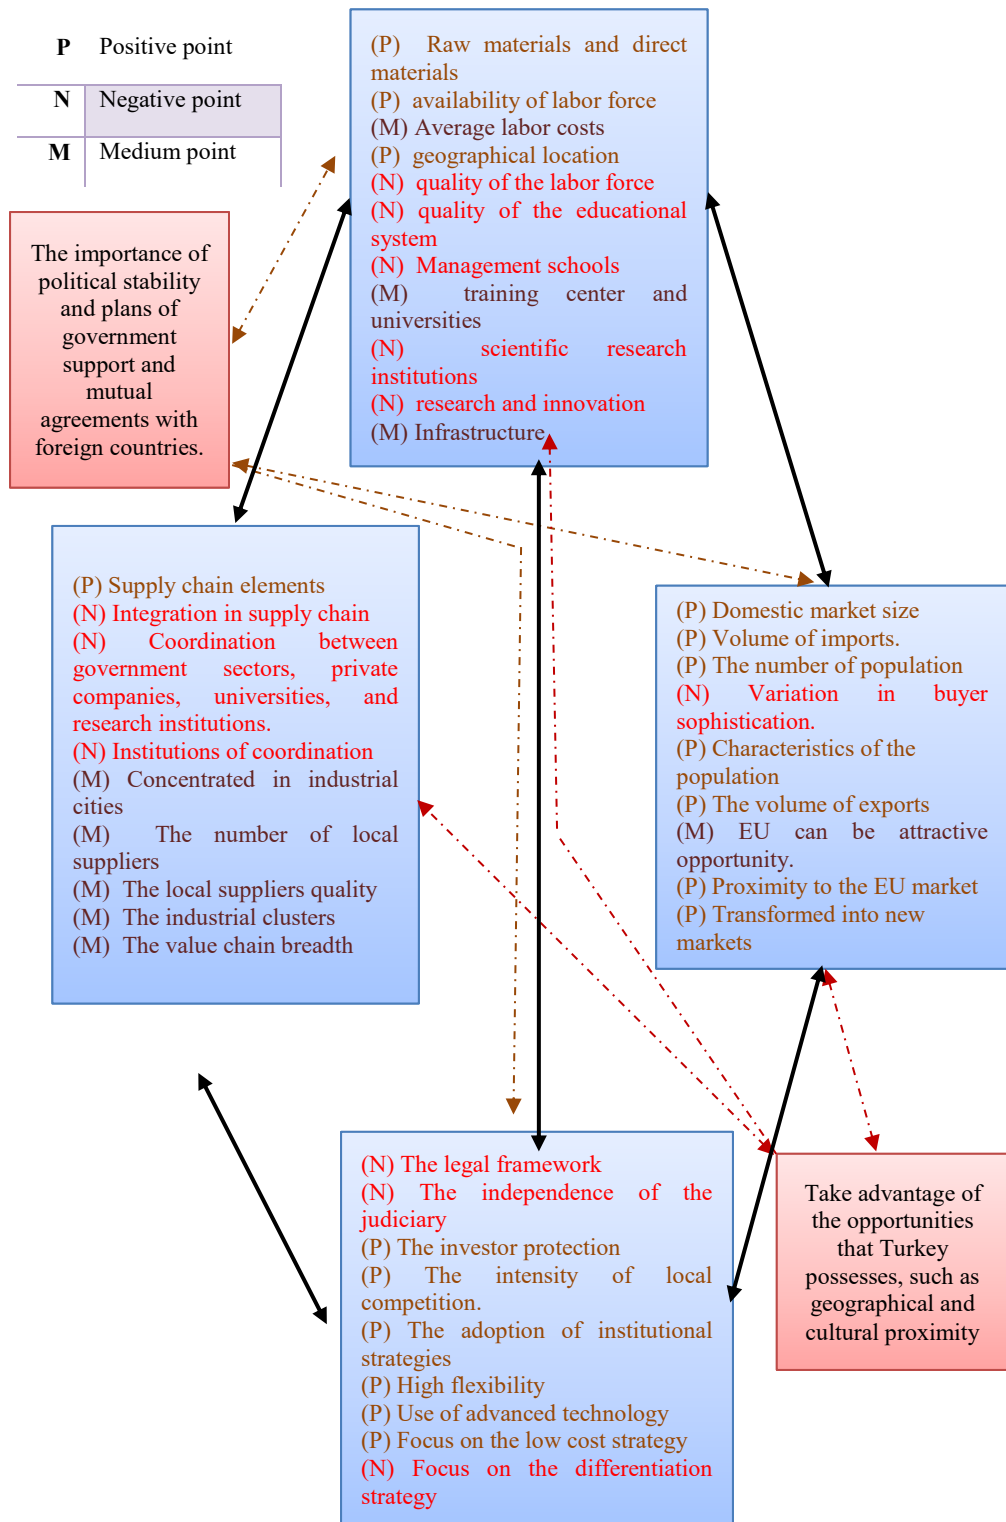 P Positive point
N Negative point
M Medium point
(P) Raw materials and direct
materials
(P) availability of labor force
(M) Average labor costs
(P) geographical location
(N) quality of the labor force
(N) quality of the educational
system
(N) Management schools
(M) training center and
universities
(N) scientific research
institutions
(N) research and innovation
(M) Infrastructure
The importance of
political stability
and plans of
government
support and
mutual
agreements with
foreign countries.
(P) Supply chain elements
(N) Integration in supply chain
(N) Coordination between
government sectors, private
companies, universities, and
research institutions.
(N) Institutions of coordination
(M) Concentrated in industrial
cities
(M) The number of local
suppliers
(M) The local suppliers quality
(M) The industrial clusters
(M) The value chain breadth
(P) Domestic market size
(P) Volume of imports.
(P) The number of population
(N) Variation in buyer
sophistication.
(P) Characteristics of the
population
(P) The volume of exports
(M) EU can be attractive
opportunity.
(P) Proximity to the EU market
(P) Transformed into new
markets
(N) The legal framework
(N) The independence of the
judiciary
(P) The investor protection
(P) The intensity of local
competition.
(P) The adoption of institutional
strategies
(P) High flexibility
(P) Use of advanced technology
(P) Focus on the low cost strategy
(N) Focus on the differentiation
strategy
Take advantage of
the opportunities
that Turkey
possesses, such as
geographical and
cultural proximity